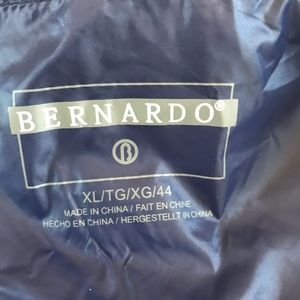 BERNARDO®
B
XL/TG/XG/44
MADE IN CHINA / FAIT EN CHINE
HECHO EN CHINA / HERGESTELLT IN CHINA